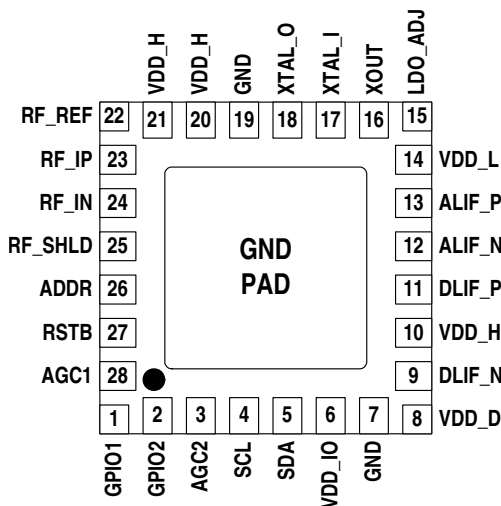 VDD_H
VDD_H
GND
XTAL_O
XTAL_I
XOUT
LDO_ADJ
RF_REF 22 21 20 19 18 17 16 15
RF_IP 23 14 VDD_L
RF_IN 24 13 ALIF_P
RF_SHLD 25 12 ALIF_N
GND
PAD
ADDR 26 11 DLIF_P
RSTB 27 10 VDD_H
AGC1 28 9 DLIF_N
1 2 3 4 5 6 7 8 VDD_D
GPIO1
GPIO2
AGC2
SCL
SDA
VDD_IO
GND